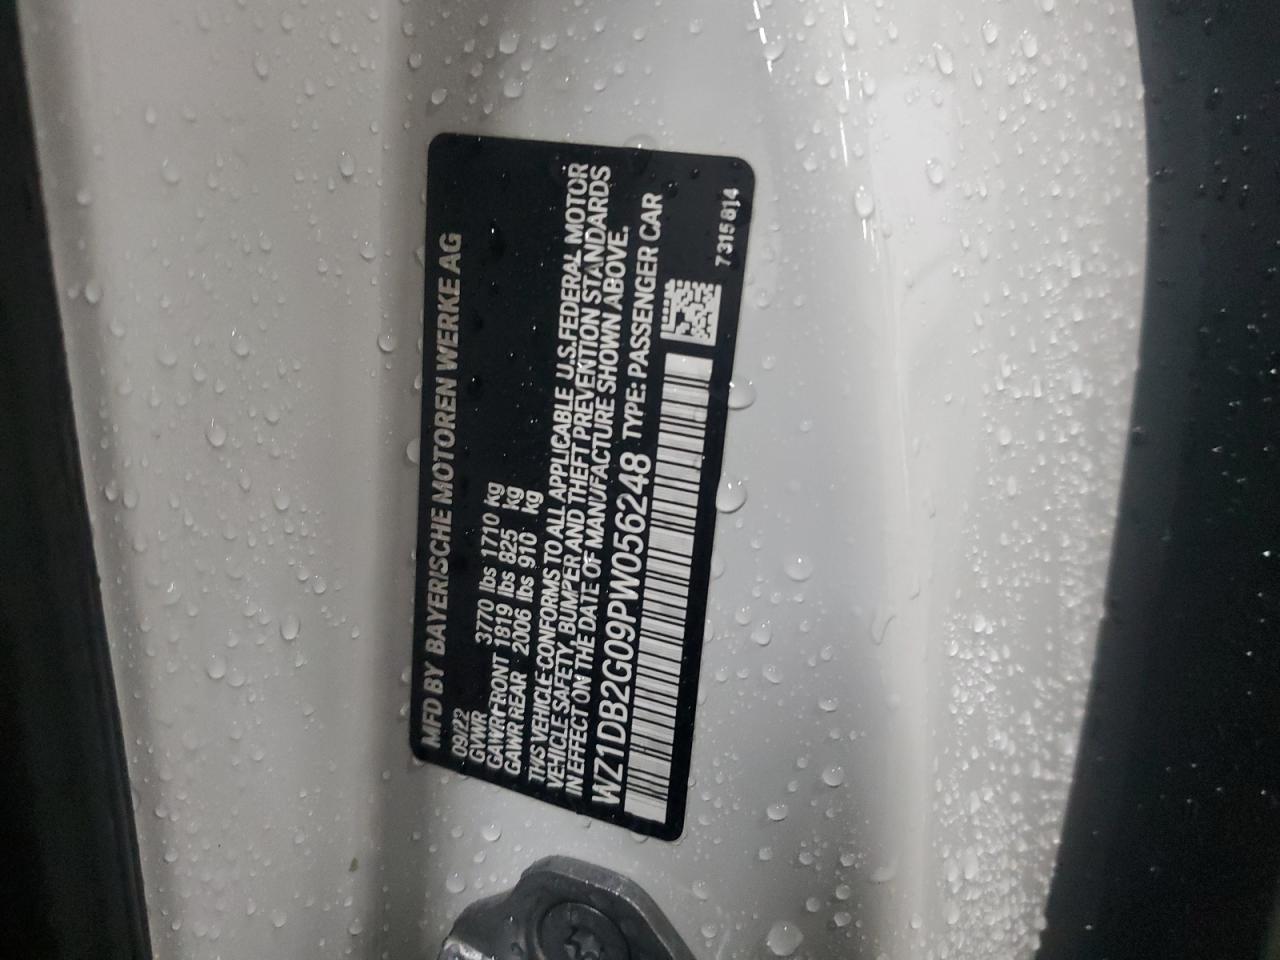 MFD BY BAYERISCHE MOTOREN WERKE AG
09/22
GVWR 3770 lbs 1710 kg
GAWR FRONT 1819 lbs 825 kg
GAWR REAR 2006 lbs 910 kg
THIS VEHICLE CONFORMS TO ALL APPLICABLE U.S.FEDERAL MOTOR
VEHICLE SAFETY, BUMPER AND THEFT PREVENTION STANDARDS
IN EFFECT ON THE DATE OF MANUFACTURE SHOWN ABOVE.
WZ1DB2G09PW056248 TYPE: PASSENGER CAR
7315814